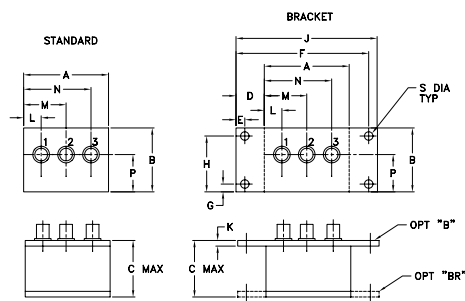 BRACKET
STANDARD
J
F
A
A
N
N
D
M
M
S DIA
TYP
L
L
E
1 2 3
1 2 3
B
H
B
P
P
G
K
OPT "B"
C MAX
C MAX
OPT "BR"